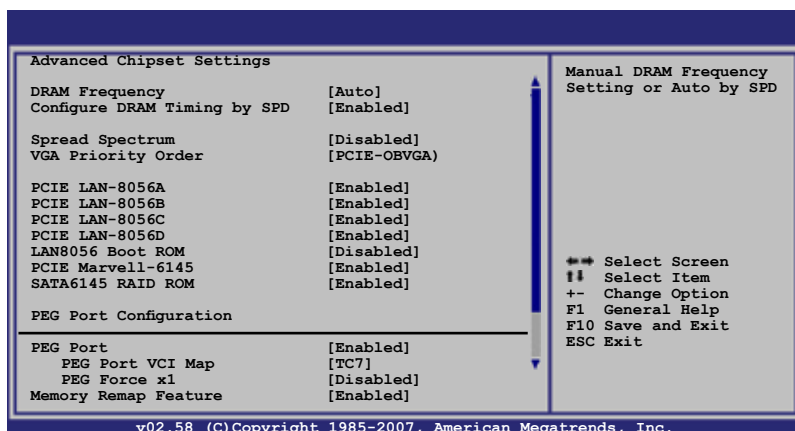 Advanced Chipset Settings
DRAM Frequency [Auto]
Configure DRAM Timing by SPD [Enabled]
Spread Spectrum [Disabled]
VGA Priority Order [PCIE-OBVGA)
PCIE LAN-8056A [Enabled]
PCIE LAN-8056B [Enabled]
PCIE LAN-8056C [Enabled]
PCIE LAN-8056D [Enabled]
LAN8056 Boot ROM [Disabled]
PCIE Marvell-6145 [Enabled]
SATA6145 RAID ROM [Enabled]
PEG Port Configuration
PEG Port [Enabled]
PEG Port VCI Map [TC7]
PEG Force x1 [Disabled]
Memory Remap Feature [Enabled]
Manual DRAM Frequency
Setting or Auto by SPD
Select Screen
Select Item
+- Change Option
F1 General Help
F10 Save and Exit
ESC Exit
v02.58 (C)Copyright 1985-2007, American Megatrends, Inc.